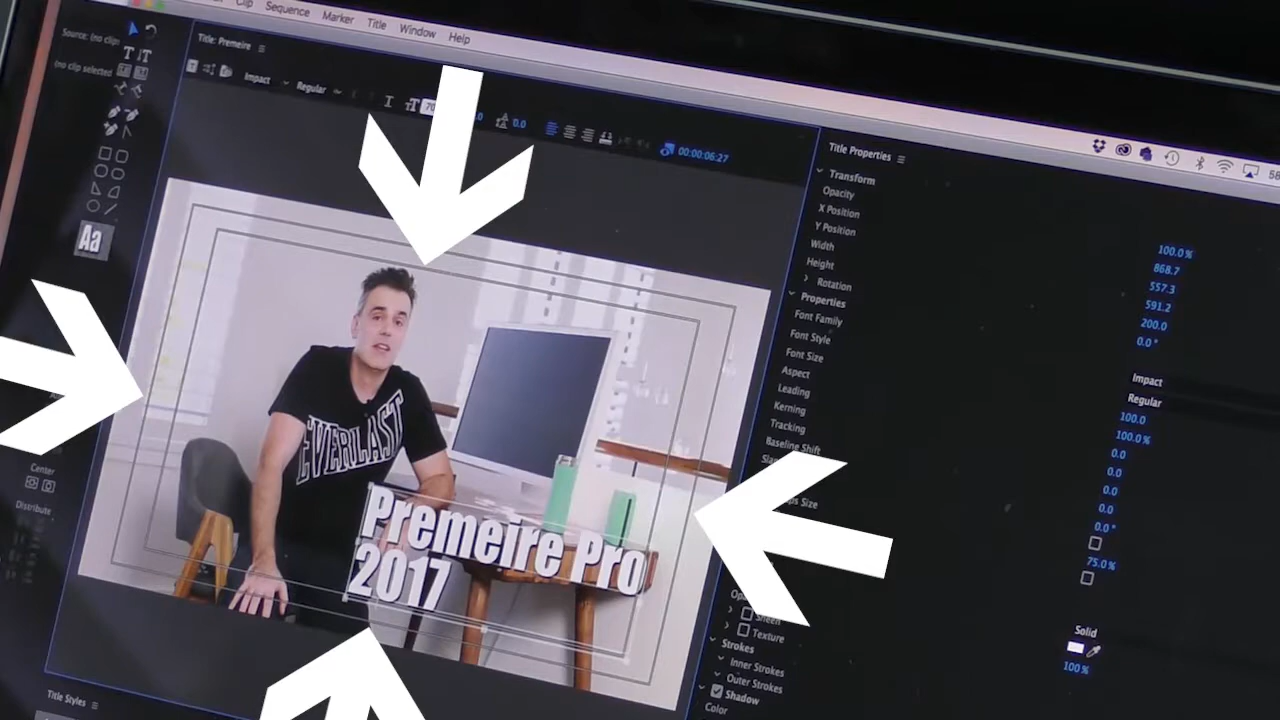 Clip Sequence Marker Title Window Help
Source: (no clip
(no clip selected
Title: Premeire
Impact
Regular
0.0
00:00:06:27
58
Aa
EVERLAST
Premeire Pro
2017
Center
Distribute
Title Styles
Title Properties
Transform
Opacity 100.0 %
X Position 868.7
Y Position 557.3
Width 591.2
Height 200.0
Rotation 0.0 °
Properties
Font Family Impact
Font Style Regular
Font Size 100.0
Aspect 100.0 %
Leading 0.0
Kerning 0.0
Tracking 0.0
Baseline Shift 0.0
0.0 °
Size 75.0 %
Solid
100 %
Sheen
Texture
Strokes
Inner Strokes
Outer Strokes
Shadow
Color